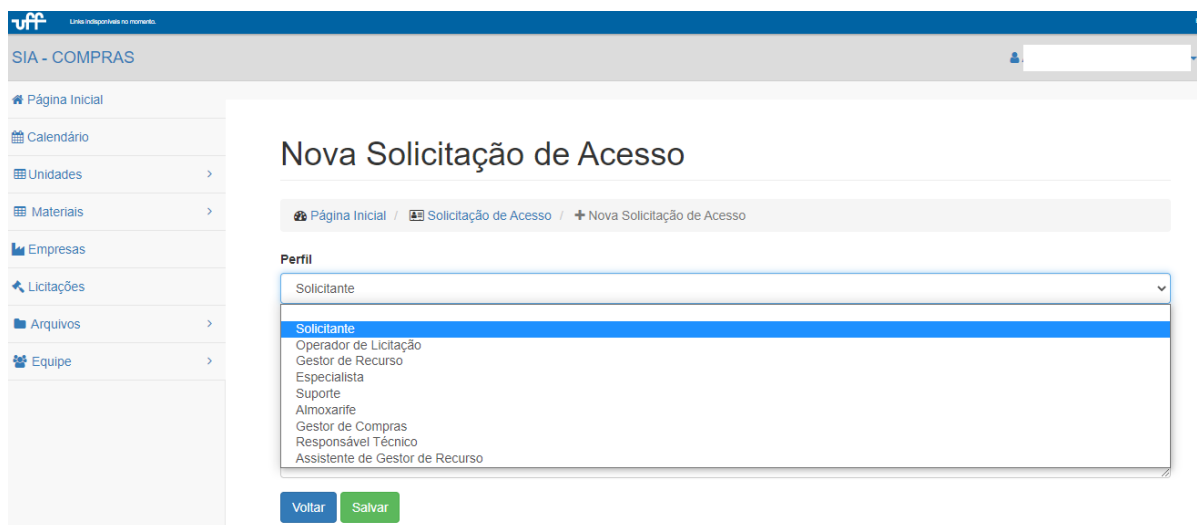 uff Links indisponíveis no momento.
SIA - COMPRAS
Página Inicial
Calendário
Unidades
Materiais
Empresas
Licitações
Arquivos
Equipe
Nova Solicitação de Acesso
Página Inicial / Solicitação de Acesso / Nova Solicitação de Acesso
Perfil
Solicitante
Solicitante
Operador de Licitação
Gestor de Recurso
Especialista
Suporte
Almoxarife
Gestor de Compras
Responsável Técnico
Assistente de Gestor de Recurso
Voltar Salvar